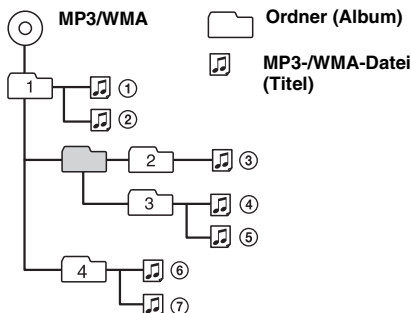 MP3/WMA
Ordner (Album)
MP3-/WMA-Datei
(Titel)
1
①
②
2
③
3
④
⑤
4
⑥
⑦